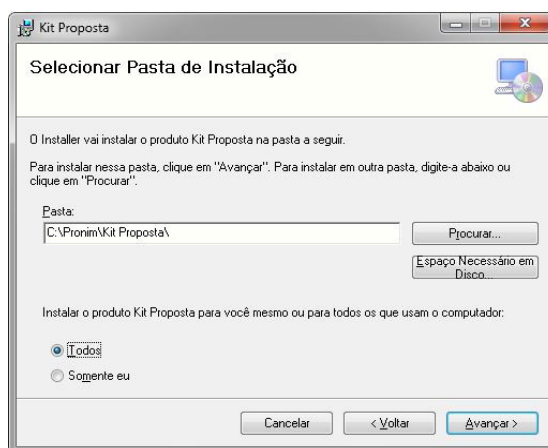 Kit Proposta
Selecionar Pasta de Instalação
O Installer vai instalar o produto Kit Proposta na pasta a seguir.
Para instalar nessa pasta, clique em "Avançar". Para instalar em outra pasta, digite-a abaixo ou
clique em "Procurar".
Pasta:
C:\Pronim\Kit Proposta\
Procurar...
Espaço Necessário em
Disco...
Instalar o produto Kit Proposta para você mesmo ou para todos os que usam o computador:
Todos
Somente eu
Cancelar
< Voltar
Avançar >